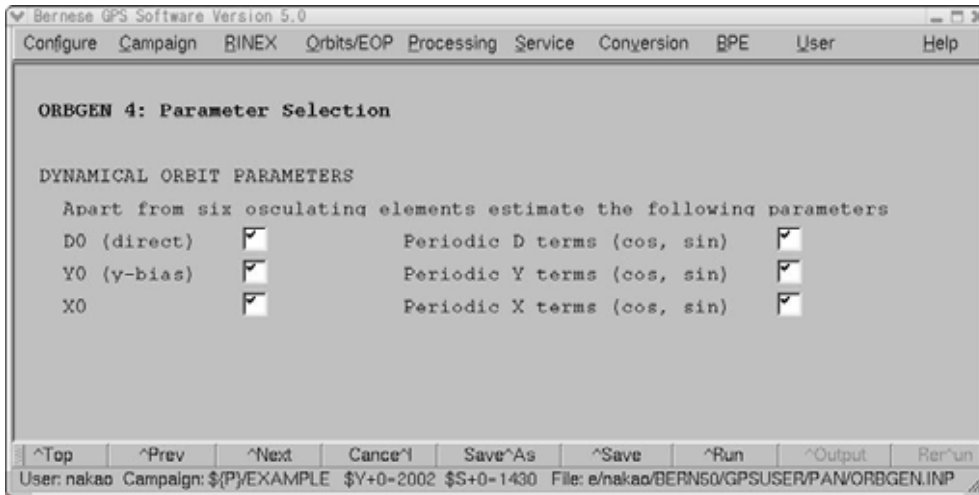 Bernese GPS Software Version 5.0
Configure Campaign RINEX Orbits/EOP Processing Service Conversion BPE User Help
ORBGEN 4: Parameter Selection
DYNAMICAL ORBIT PARAMETERS
Apart from six osculating elements estimate the following parameters
D0 (direct) Periodic D terms (cos, sin)
Y0 (y-bias) Periodic Y terms (cos, sin)
X0 Periodic X terms (cos, sin)
^Top ^Prev ^Next Cance^l Save^As ^Save ^Run ^Output Rer^un
User: nakao Campaign: ${P}/EXAMPLE $Y+0=2002 $S+0=1430 File: e/nakao/BERN50/GPSUSER/PAN/ORBGEN.INP